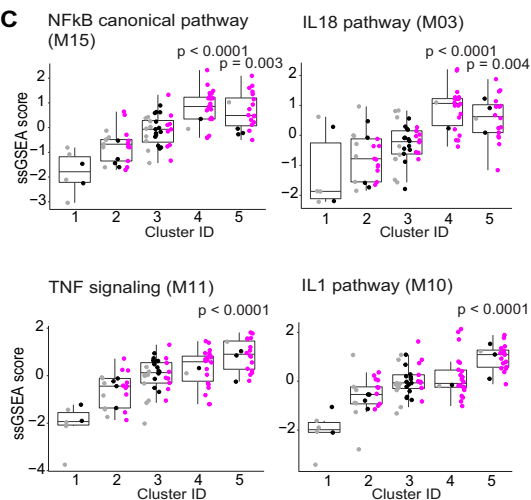 C
NFkB canonical pathway
(M15)
p < 0.0001
p = 0.003
ssGSEA score
2
1
0
−1
−2
−3
1 2 3 4 5
Cluster ID
IL18 pathway (M03)
p < 0.0001
p = 0.004
1
0
−1
−2
1 2 3 4 5
Cluster ID
TNF signaling (M11)
p < 0.0001
ssGSEA score
2
0
−2
−4
1 2 3 4 5
Cluster ID
IL1 pathway (M10)
p < 0.0001
2
0
−2
1 2 3 4 5
Cluster ID